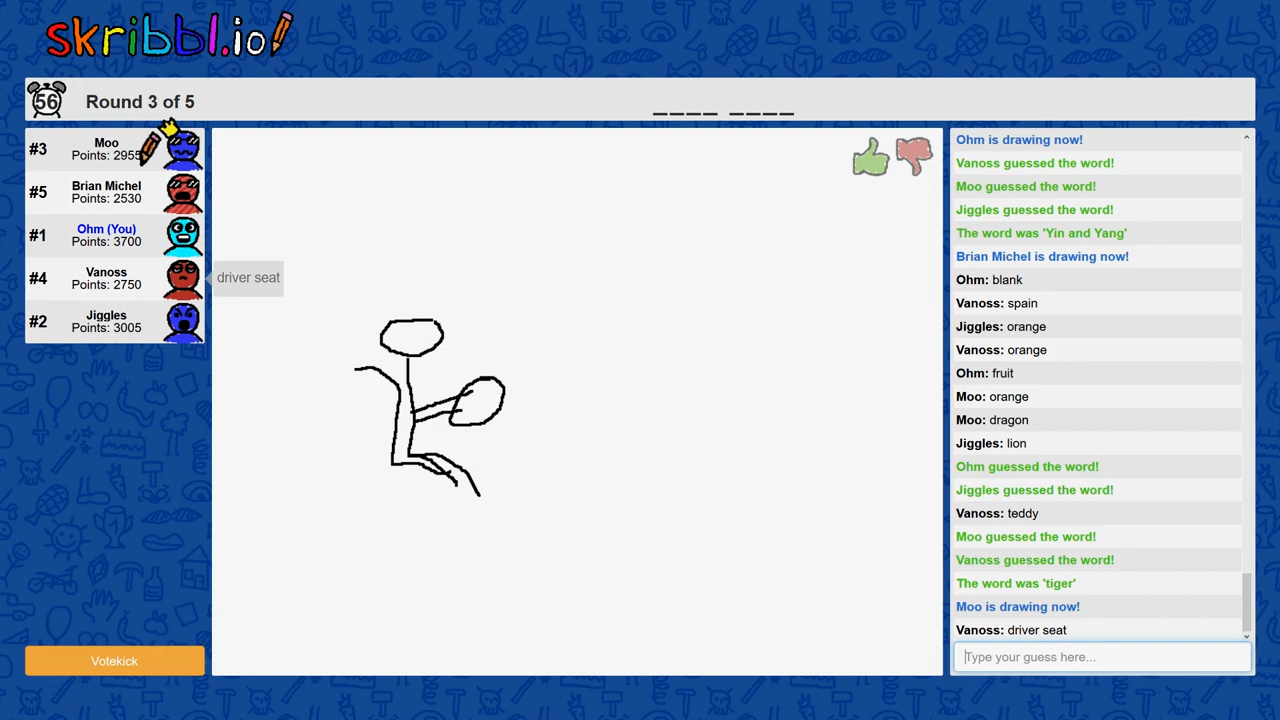 skribbl.io
56
Round 3 of 5
____ ____
#3
Moo
Points: 2955
#5
Brian Michel
Points: 2530
#1
Ohm (You)
Points: 3700
#4
Vanoss
Points: 2750
#2
Jiggles
Points: 3005
driver seat
Votekick
Ohm is drawing now!
Vanoss guessed the word!
Moo guessed the word!
Jiggles guessed the word!
The word was 'Yin and Yang'
Brian Michel is drawing now!
Ohm: blank
Vanoss: spain
Jiggles: orange
Vanoss: orange
Ohm: fruit
Moo: orange
Moo: dragon
Jiggles: lion
Ohm guessed the word!
Jiggles guessed the word!
Vanoss: teddy
Moo guessed the word!
Vanoss guessed the word!
The word was 'tiger'
Moo is drawing now!
Vanoss: driver seat
Type your guess here...